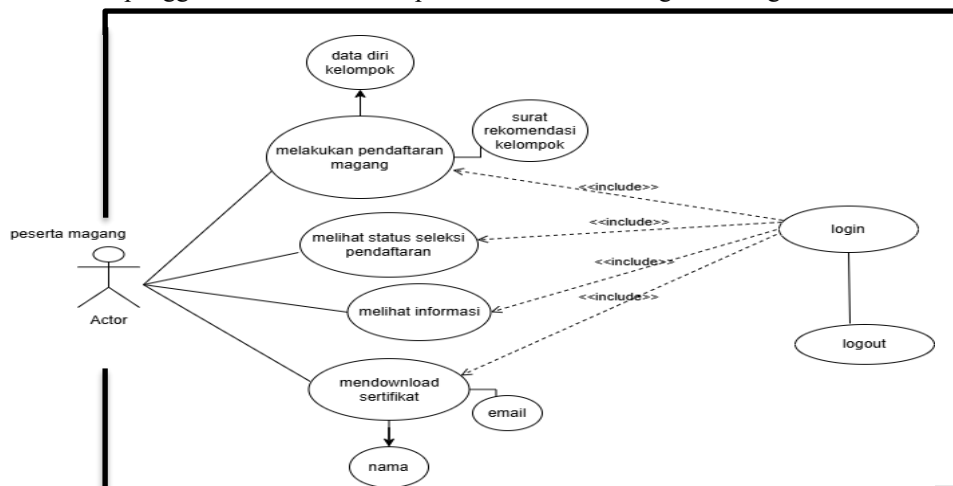 data diri
kelompok
surat
rekomendasi
kelompok
melakukan pendaftaran
magang
<<include>>
<<include>>
login
peserta magang
melihat status seleksi
pendaftaran
<<include>>
<<include>>
Actor
melihat informasi
logout
mendownload
sertifikat
email
nama